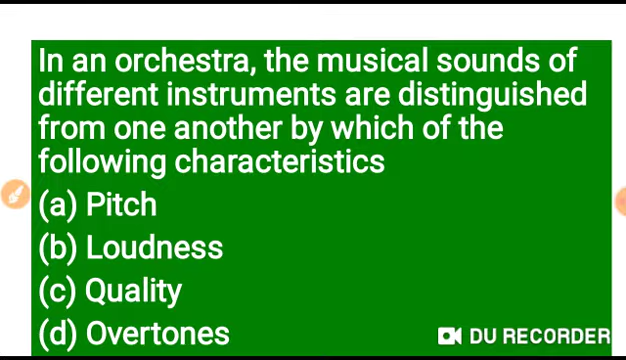 In an orchestra, the musical sounds of
different instruments are distinguished
from one another by which of the
following characteristics
(a) Pitch
(b) Loudness
(c) Quality
(d) Overtones
DU RECORDER